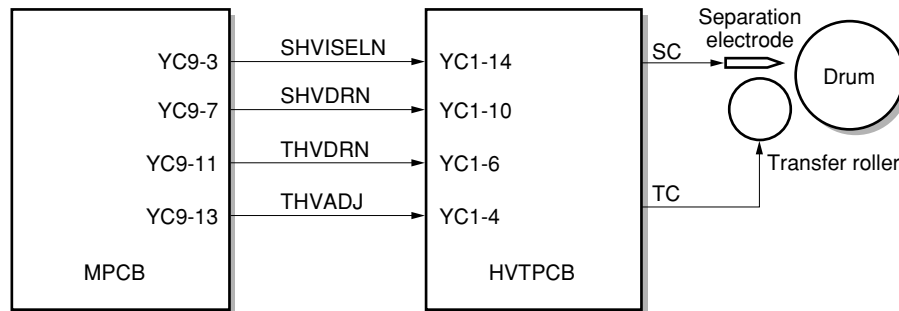 Separation
electrode
SHVISELN
SC
YC9-3
YC1-14
Drum
SHVDRN
YC9-7
YC1-10
THVDRN
YC9-11
YC1-6
Transfer roller
THVADJ
TC
YC9-13
YC1-4
MPCB
HVTPCB